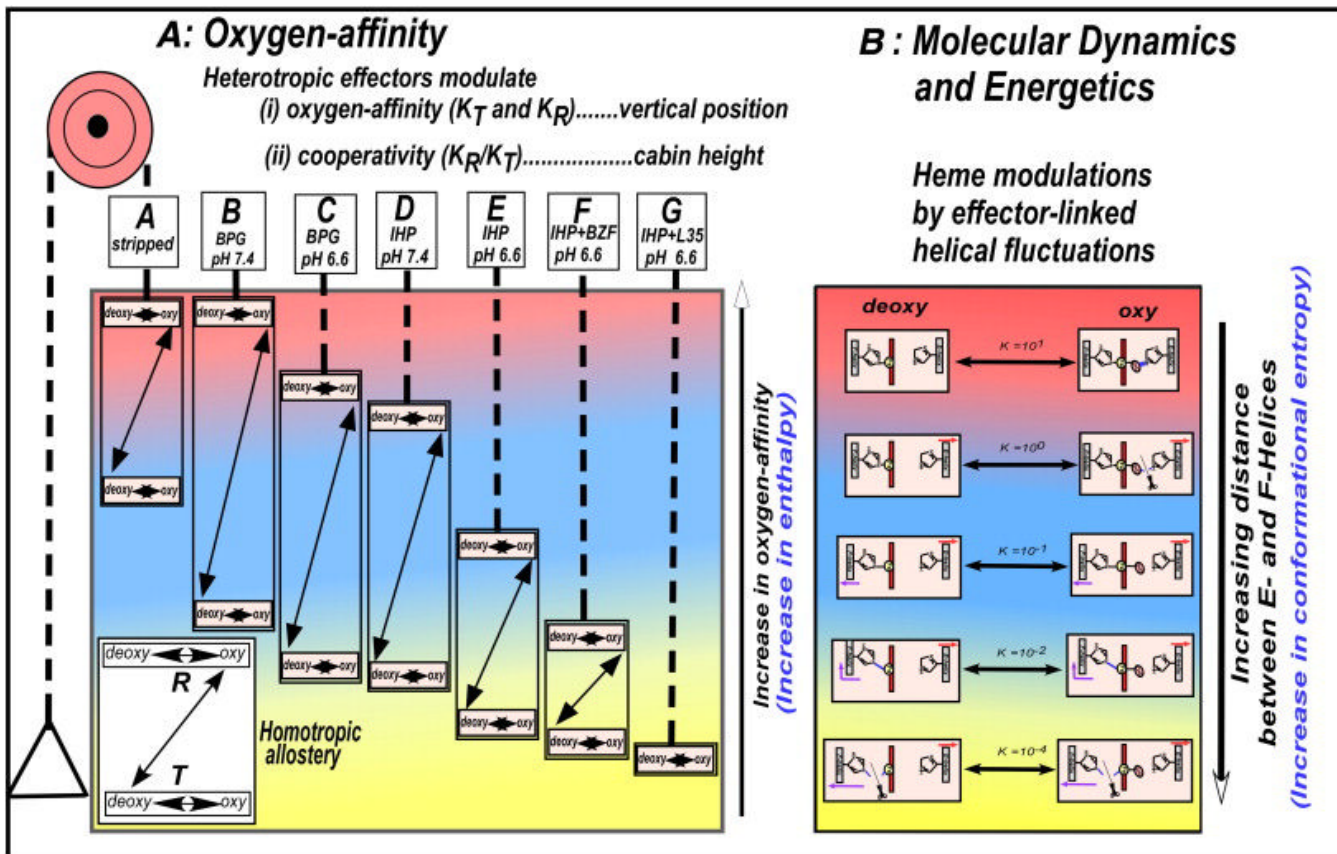 A: Oxygen-affinity
Heterotropic effectors modulate
(i) oxygen-affinity (KT and KR).......vertical position
(ii) cooperativity (KR/KT)..................cabin height
A
stripped
B
BPG
pH 7.4
C
BPG
pH 6.6
D
IHP
pH 7.4
E
IHP
pH 6.6
F
IHP+BZF
pH 6.6
G
IHP+L35
pH 6.6
deoxy oxy
deoxy oxy
deoxy oxy
deoxy oxy
deoxy oxy
deoxy oxy
deoxy oxy
deoxy oxy
deoxy oxy
deoxy oxy
deoxy oxy
deoxy oxy
deoxy oxy
deoxy oxy
R
T
deoxy oxy
Homotropic
allostery
Increase in oxygen-affinity
(Increase in enthalpy)
B : Molecular Dynamics
and Energetics
Heme modulations
by effector-linked
helical fluctuations
deoxy oxy
K =10¹
K =10⁰
K =10⁻¹
K =10⁻²
K =10⁻⁴
Increasing distance
between E- and F-Helices
(Increase in conformational entropy)